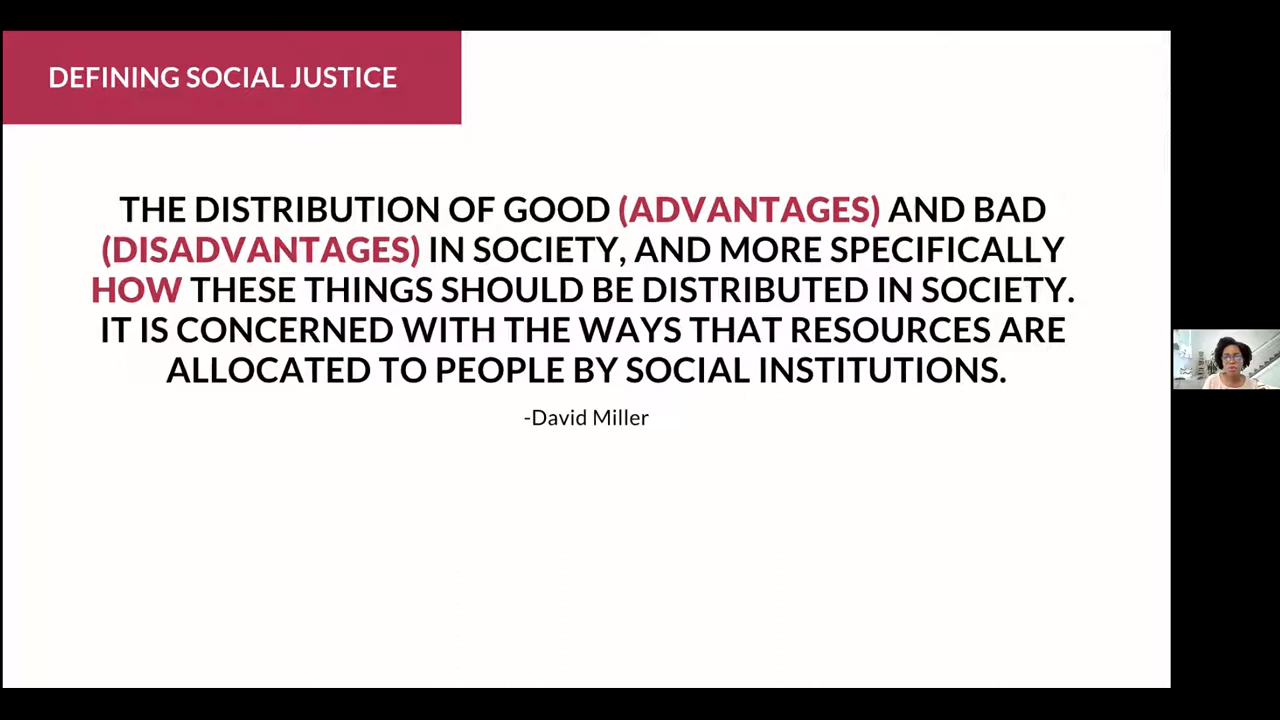 DEFINING SOCIAL JUSTICE
THE DISTRIBUTION OF GOOD (ADVANTAGES) AND BAD
(DISADVANTAGES) IN SOCIETY, AND MORE SPECIFICALLY
HOW THESE THINGS SHOULD BE DISTRIBUTED IN SOCIETY.
IT IS CONCERNED WITH THE WAYS THAT RESOURCES ARE
ALLOCATED TO PEOPLE BY SOCIAL INSTITUTIONS.
-David Miller